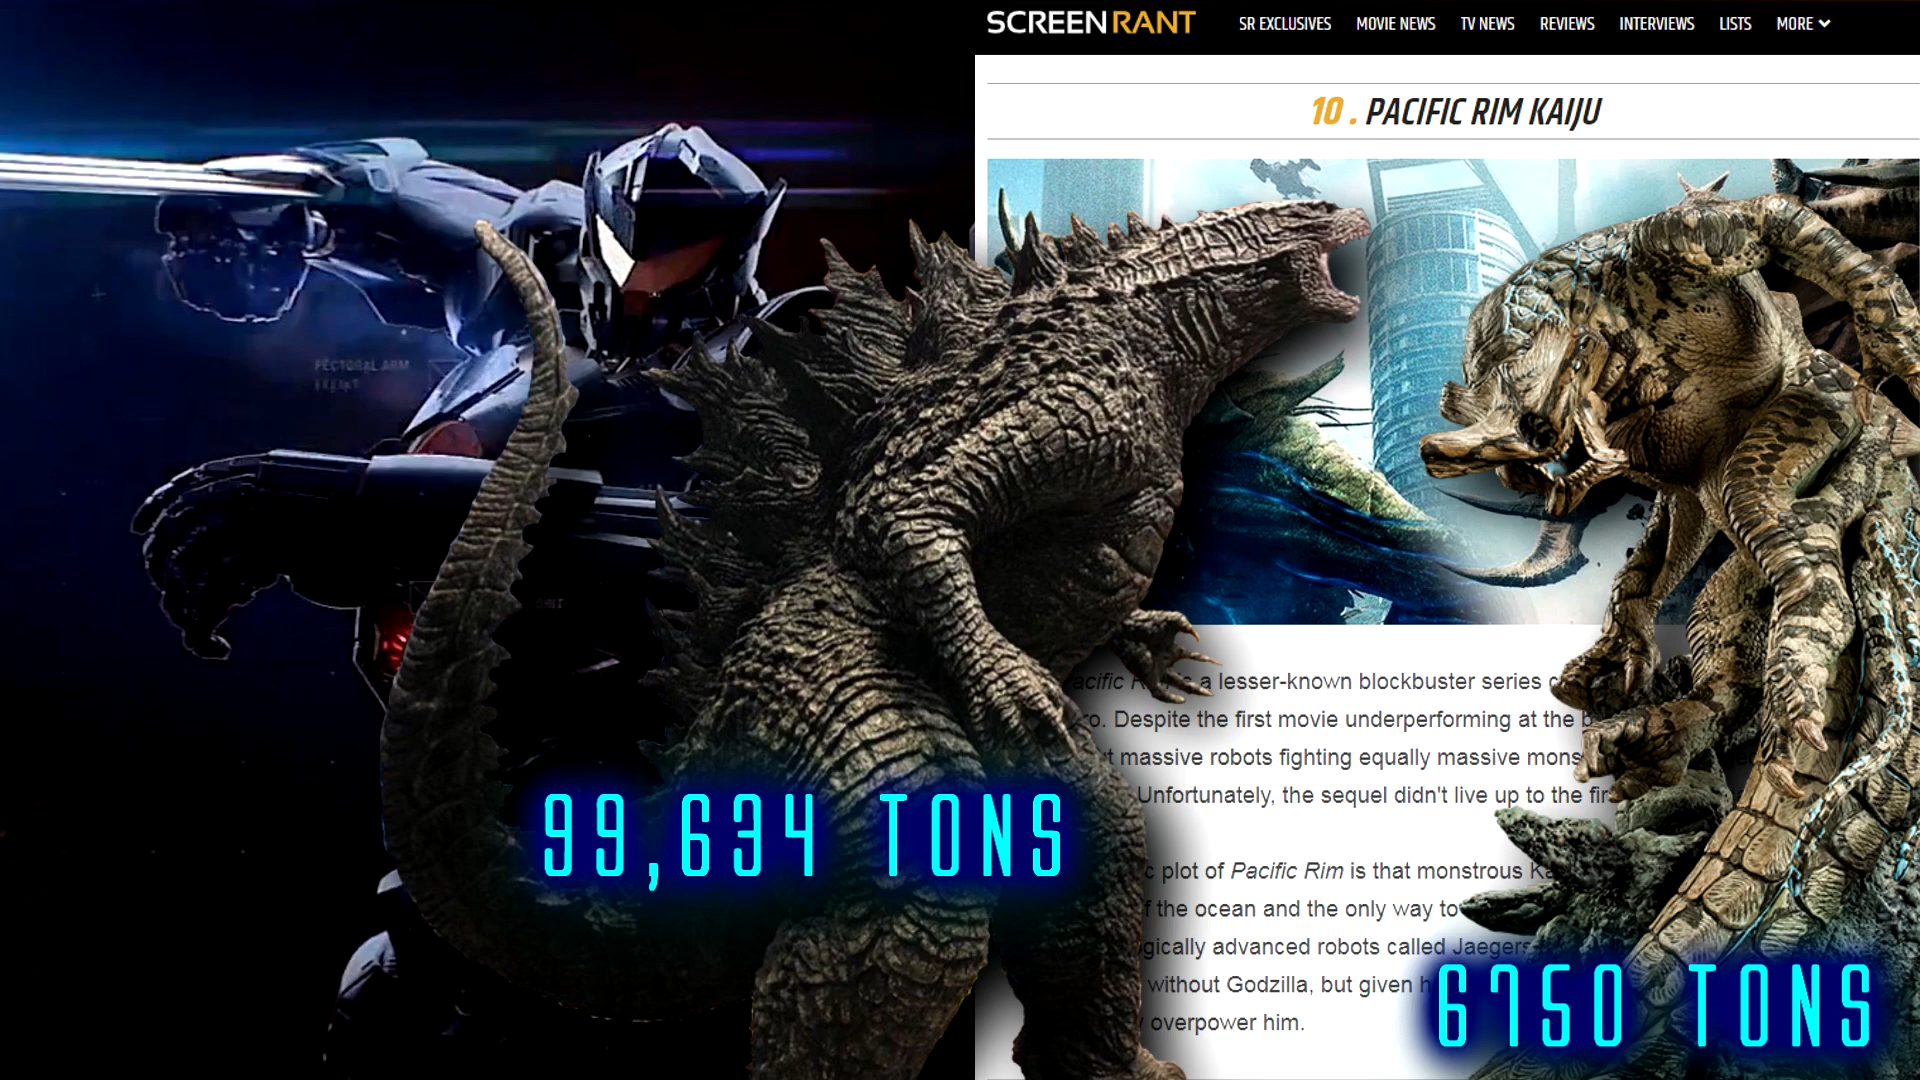 SCREENRANT
SR EXCLUSIVES MOVIE NEWS TV NEWS REVIEWS INTERVIEWS LISTS MORE
10 . PACIFIC RIM KAIJU
PECTORAL ARM
a lesser-known blockbuster series
Despite the first movie underperforming at the
massive robots fighting equally massive
Unfortunately, the sequel didn't live up to the
99,634 TONS
plot of Pacific Rim is that monstrous
the ocean and the only way to
advanced robots called Jaegers
without Godzilla, but given
overpower him.
6750 TONS